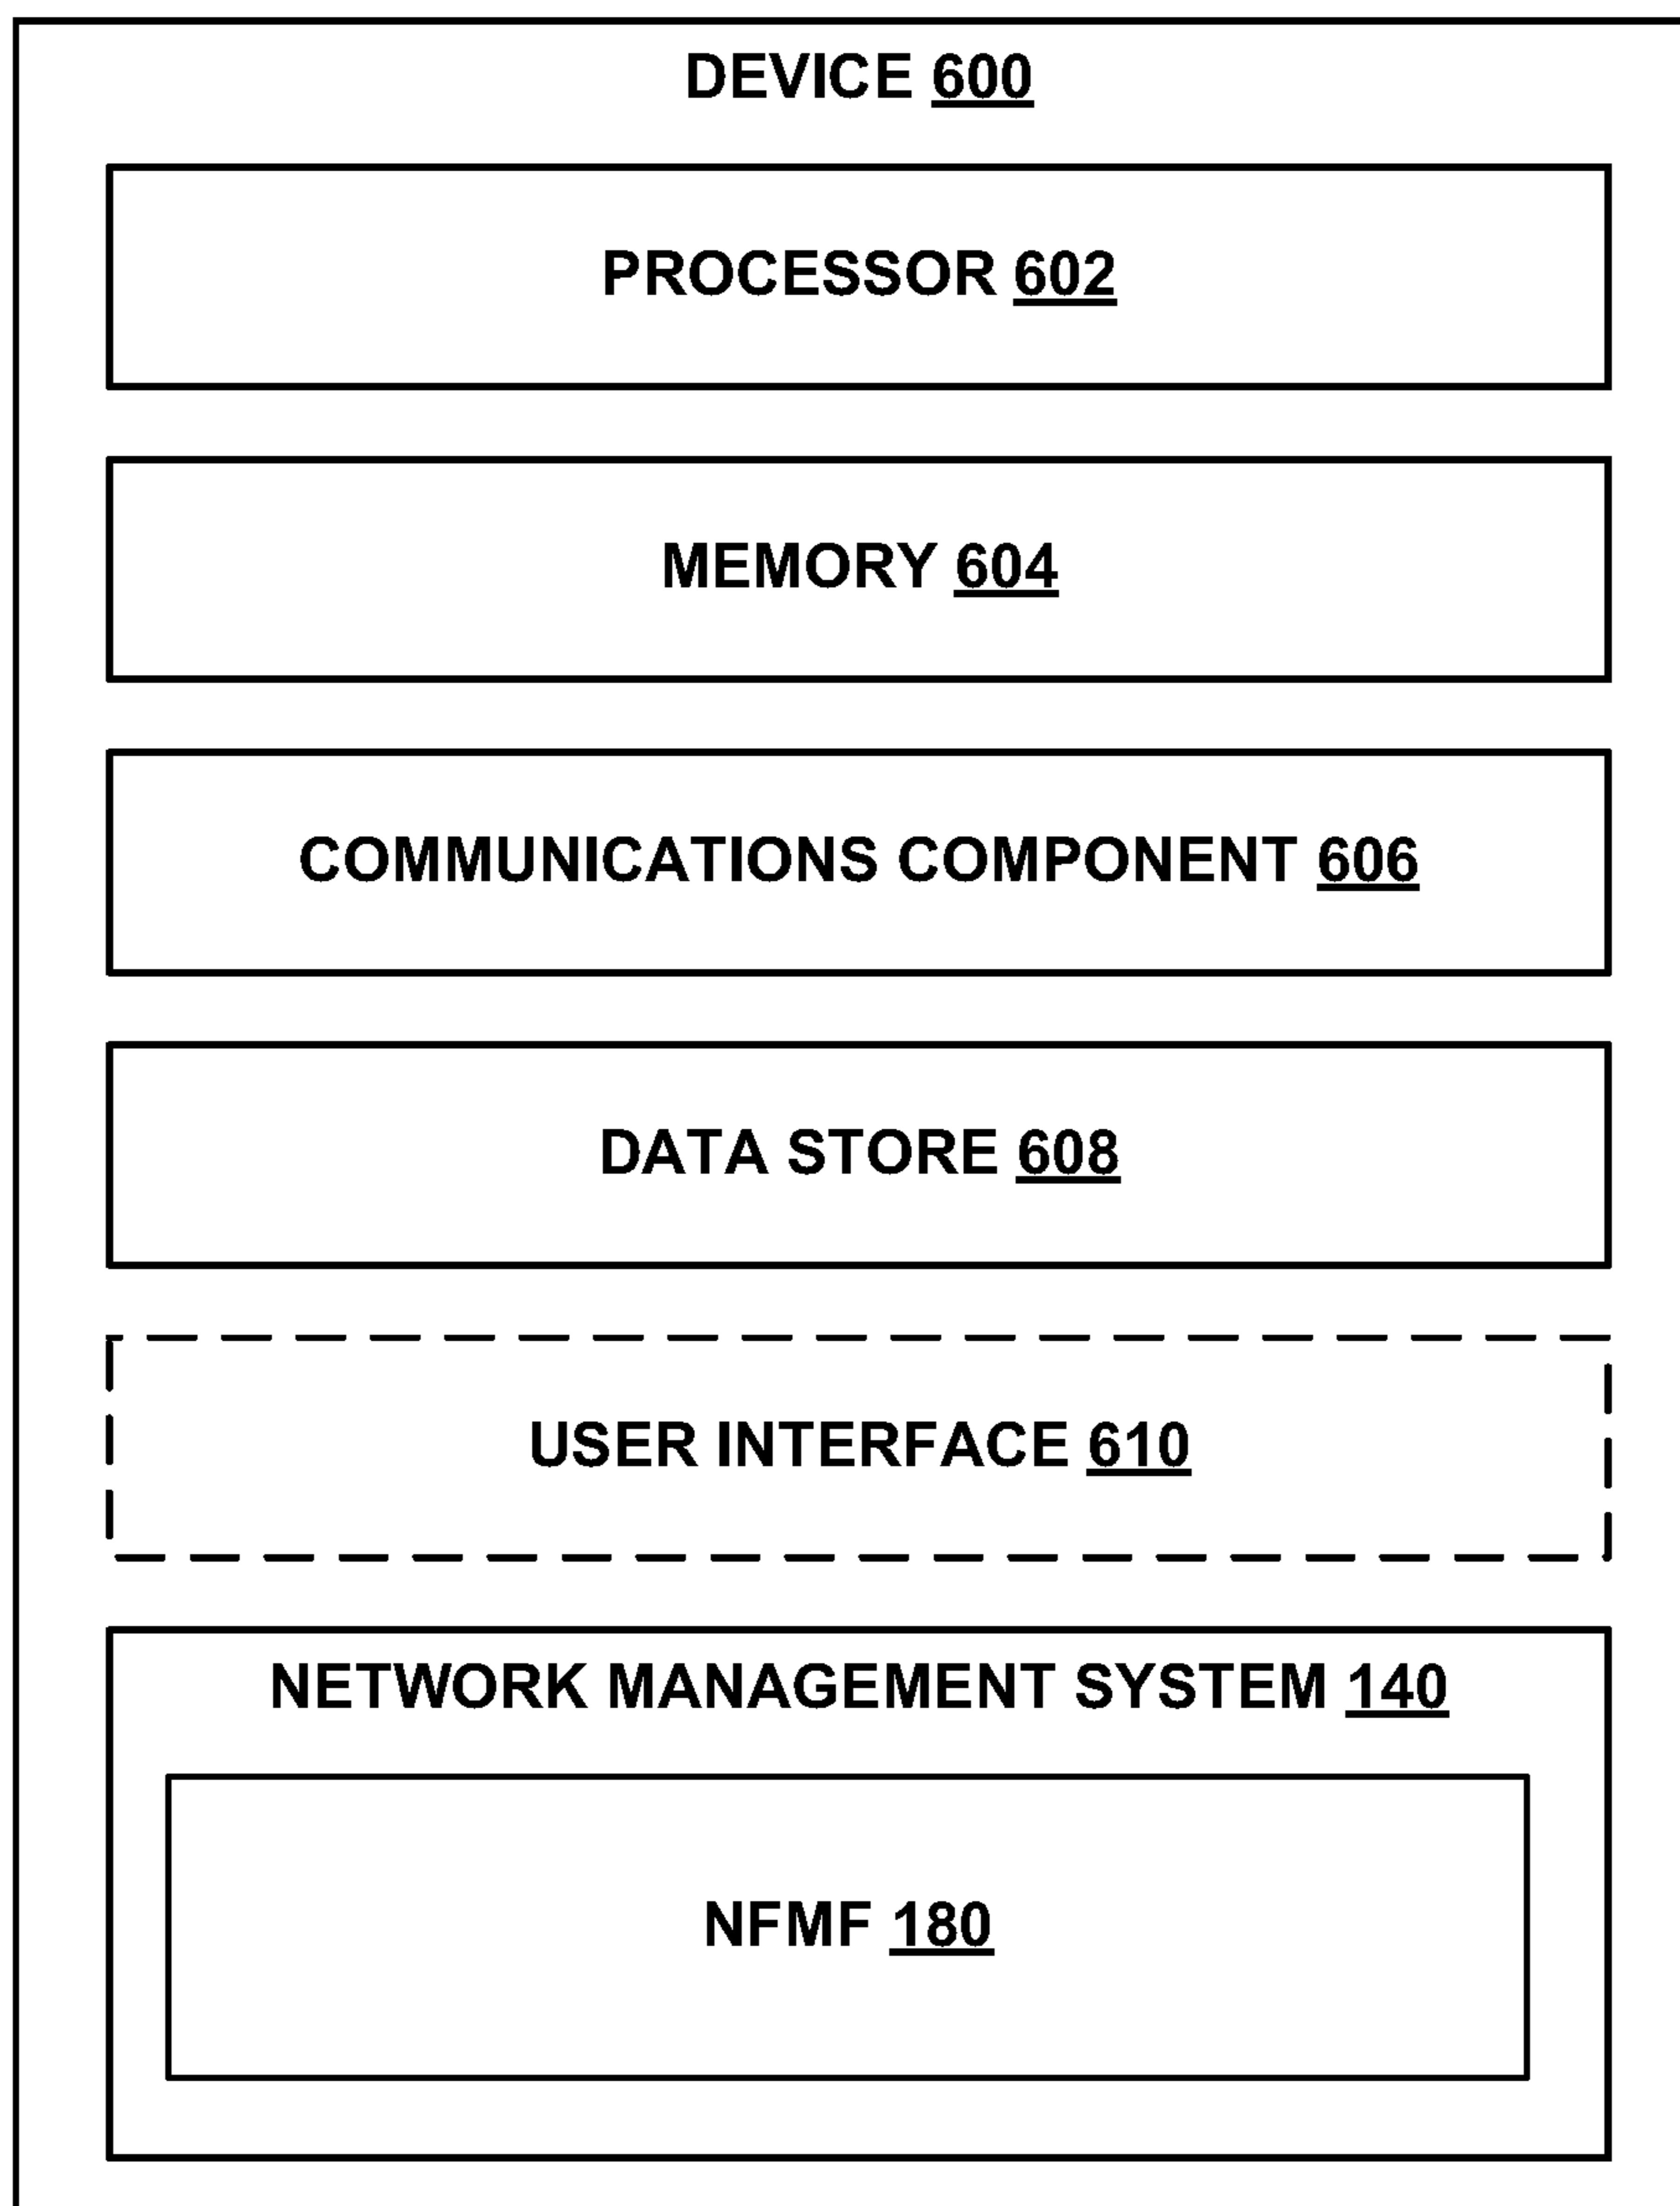 DEVICE 600
PROCESSOR 602
MEMORY 604
COMMUNICATIONS COMPONENT 606
DATA STORE 608
USER INTERFACE 610
NETWORK MANAGEMENT SYSTEM 140
NFMF 180